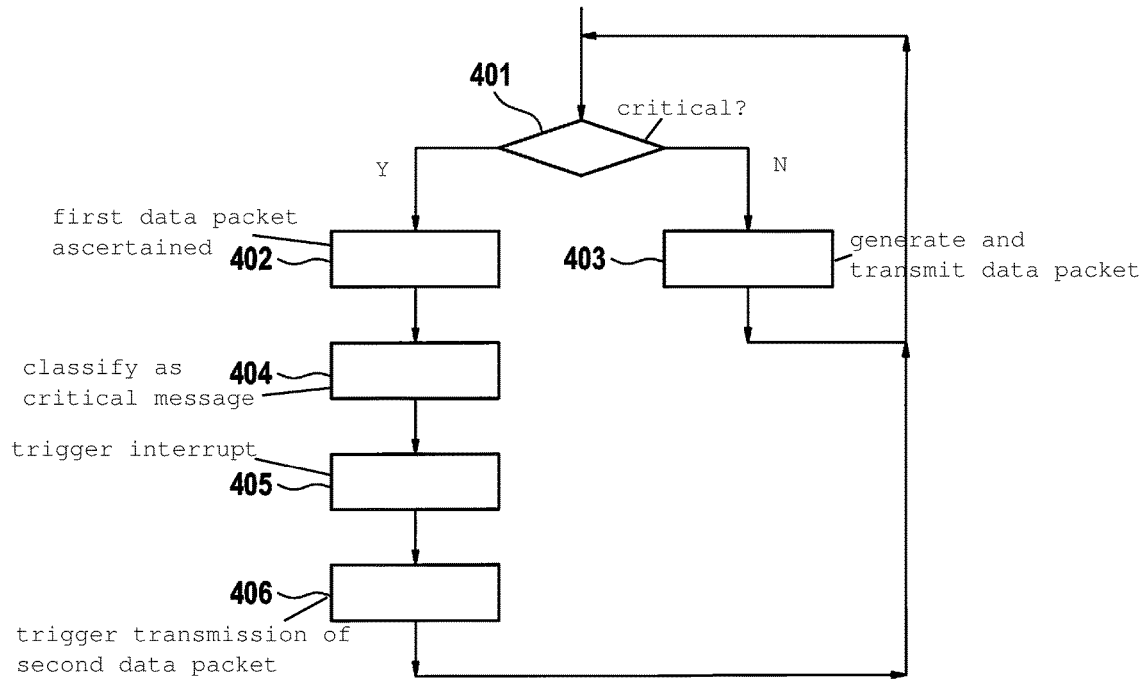 401
critical?
Y
N
first data packet
ascertained
402
403
generate and
transmit data packet
classify as
critical message
404
trigger interrupt
405
406
trigger transmission of
second data packet